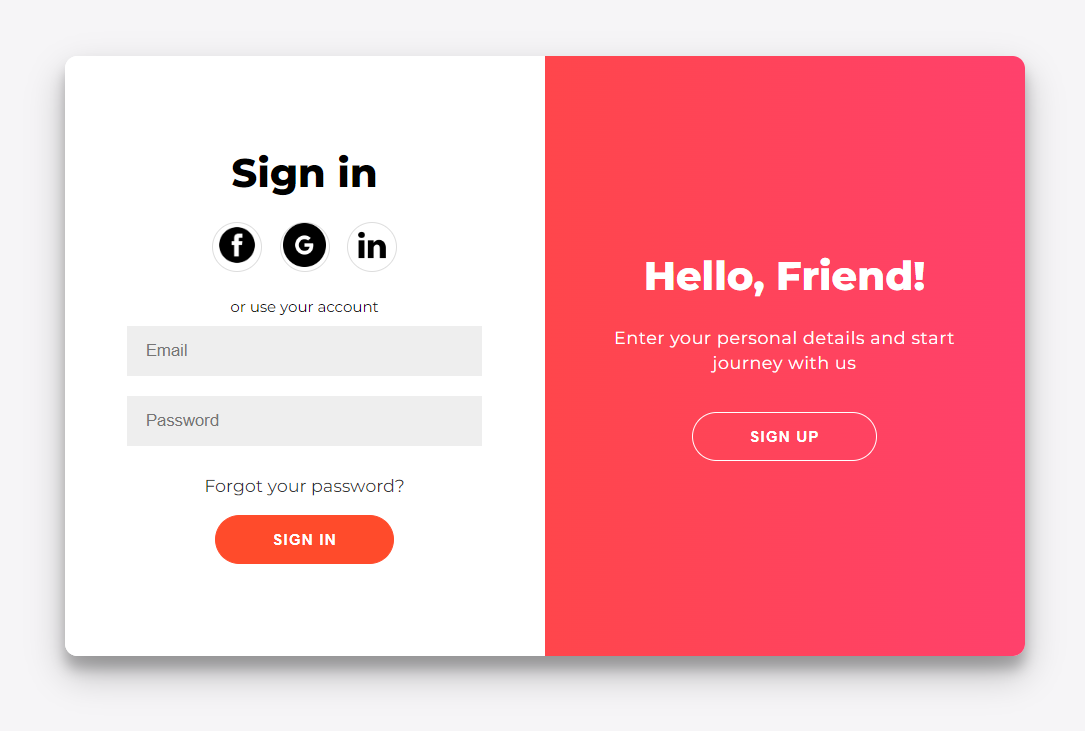 Sign in
f G in
or use your account
Email
Password
Forgot your password?
SIGN IN
Hello, Friend!
Enter your personal details and start
journey with us
SIGN UP